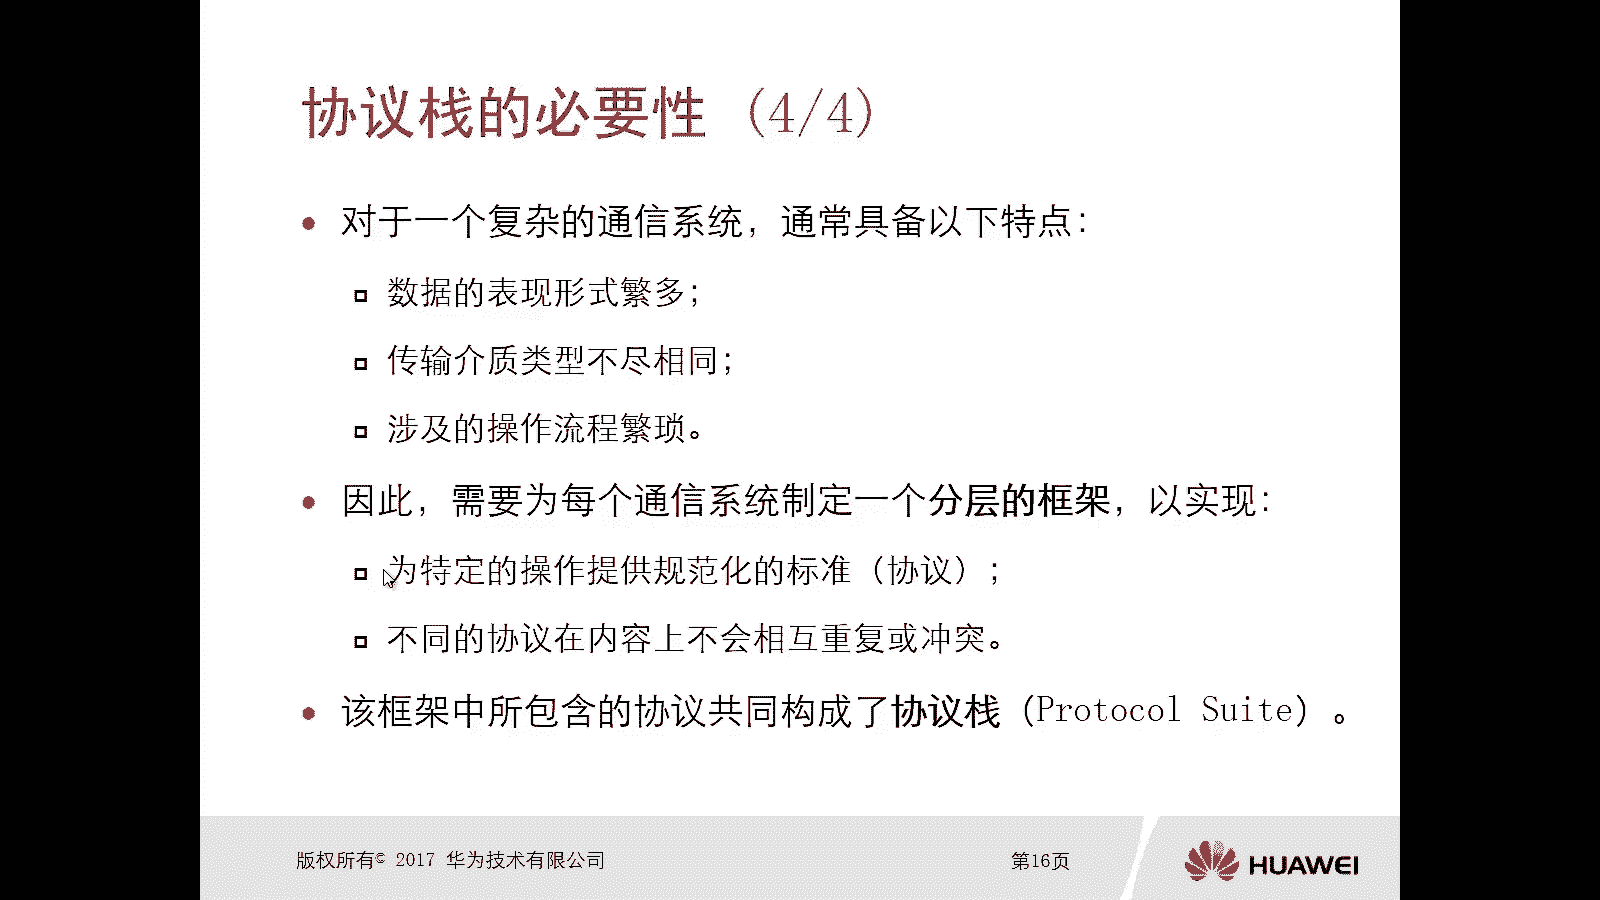 协议栈的必要性 (4/4)
对于一个复杂的通信系统，通常具备以下特点：
数据的表现形式繁多；
传输介质类型不尽相同；
涉及的操作流程繁琐。
因此，需要为每个通信系统制定一个分层的框架，以实现：
为特定的操作提供规范化的标准（协议）；
不同的协议在内容上不会相互重复或冲突。
该框架中所包含的协议共同构成了协议栈（Protocol Suite）。
版权所有© 2017 华为技术有限公司
第16页
HUAWEI